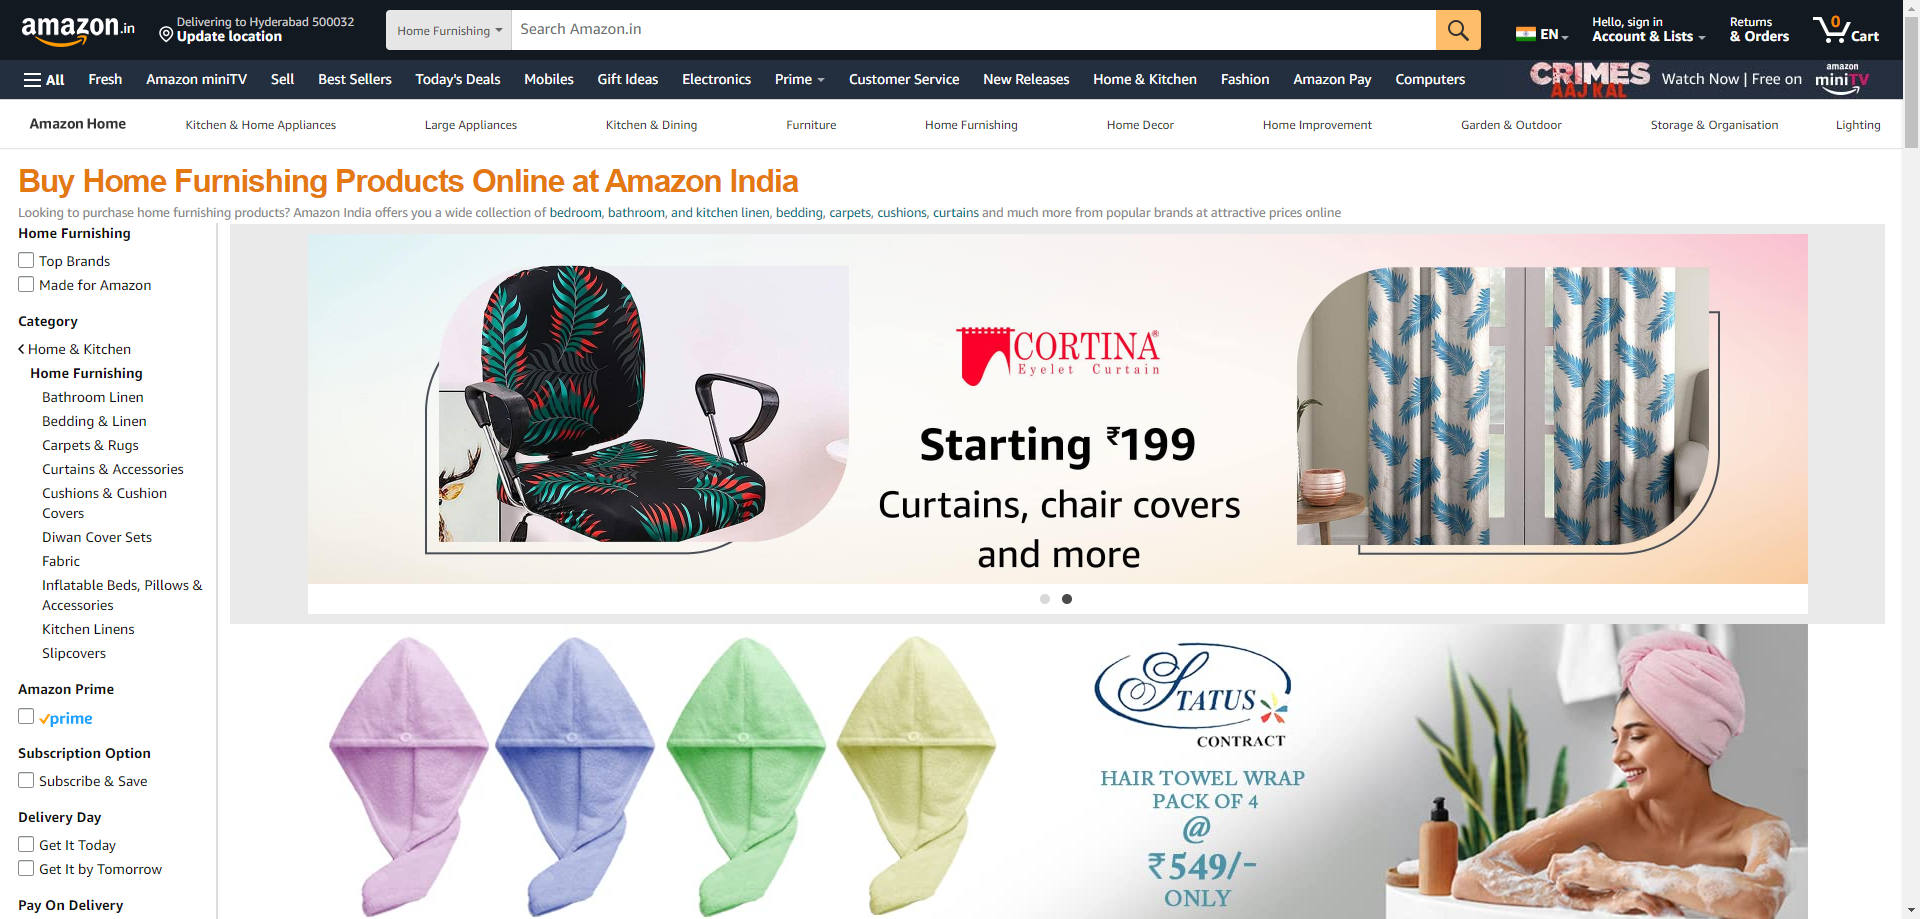 amazon.in
Delivering to Hyderabad 500032
Update location
Home Furnishing
Search Amazon.in
EN
Hello, sign in
Account & Lists
Returns
& Orders
0
Cart
All
Fresh
Amazon miniTV
Sell
Best Sellers
Today's Deals
Mobiles
Gift Ideas
Electronics
Prime
Customer Service
New Releases
Home & Kitchen
Fashion
Amazon Pay
Computers
CRIMES
AAJ KAL
Watch Now | Free on
amazon
miniTV
Amazon Home
Kitchen & Home Appliances
Large Appliances
Kitchen & Dining
Furniture
Home Furnishing
Home Decor
Home Improvement
Garden & Outdoor
Storage & Organisation
Lighting
Buy Home Furnishing Products Online at Amazon India
Looking to purchase home furnishing products? Amazon India offers you a wide collection of bedroom, bathroom, and kitchen linen, bedding, carpets, cushions, curtains and much more from popular brands at attractive prices online
Home Furnishing
Top Brands
Made for Amazon
Category
Home & Kitchen
Home Furnishing
Bathroom Linen
Bedding & Linen
Carpets & Rugs
Curtains & Accessories
Cushions & Cushion
Covers
Diwan Cover Sets
Fabric
Inflatable Beds, Pillows &
Accessories
Kitchen Linens
Slipcovers
Amazon Prime
prime
Subscription Option
Subscribe & Save
Delivery Day
Get It Today
Get It by Tomorrow
Pay On Delivery
CORTINA®
Eyelet Curtain
Starting ₹199
Curtains, chair covers
and more
STATUS
CONTRACT
HAIR TOWEL WRAP
PACK OF 4
@
₹549/-
ONLY